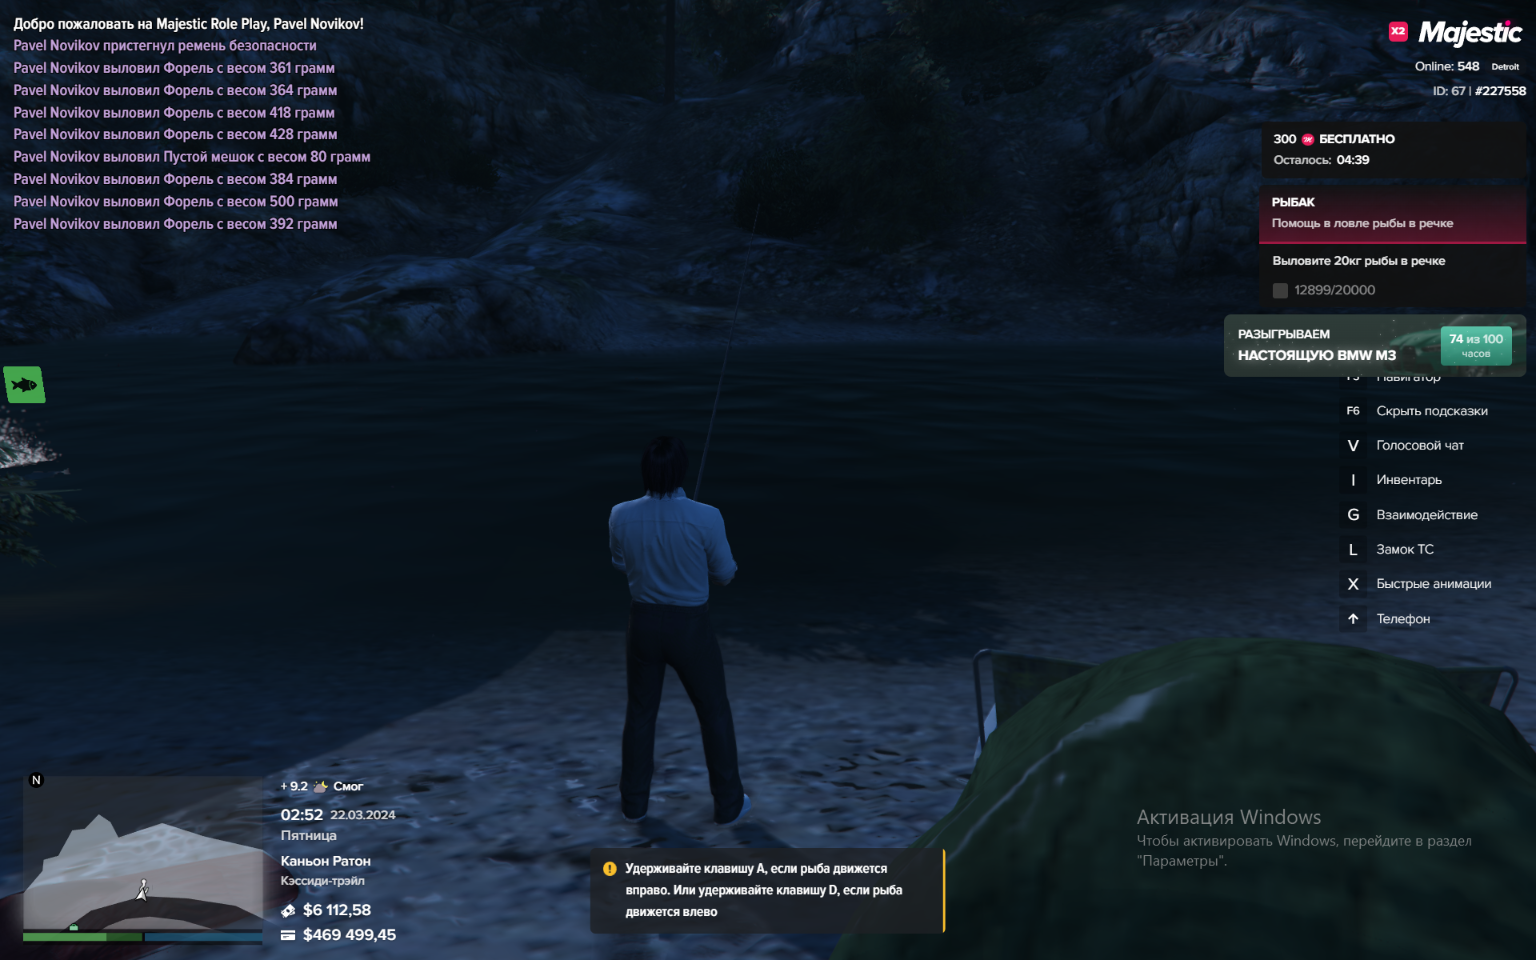 Добро пожаловать на Majestic Role Play, Pavel Novikov!
Pavel Novikov пристегнул ремень безопасности
Pavel Novikov выловил Форель с весом 361 грамм
Pavel Novikov выловил Форель с весом 364 грамм
Pavel Novikov выловил Форель с весом 418 грамм
Pavel Novikov выловил Форель с весом 428 грамм
Pavel Novikov выловил Пустой мешок с весом 80 грамм
Pavel Novikov выловил Форель с весом 384 грамм
Pavel Novikov выловил Форель с весом 500 грамм
Pavel Novikov выловил Форель с весом 392 грамм
X2 Majestic
Online: 548 Detroit
ID: 67 | #227558
300 БЕСПЛАТНО
Осталось: 04:39
РЫБАК
Помощь в ловле рыбы в речке
Выловите 20кг рыбы в речке
12899/20000
РАЗЫГРЫВАЕМ
НАСТОЯЩУЮ BMW M3
74 из 100
часов
Навигатор
F6 Скрыть подсказки
V Голосовой чат
I Инвентарь
G Взаимодействие
L Замок ТС
X Быстрые анимации
Телефон
N
+ 9.2 Смог
02:52 22.03.2024
Пятница
Каньон Ратон
Кэссиди-трэйл
$6 112,58
$469 499,45
Удерживайте клавишу А, если рыба движется
вправо. Или удерживайте клавишу D, если рыба
движется влево
Активация Windows
Чтобы активировать Windows, перейдите в раздел
"Параметры".